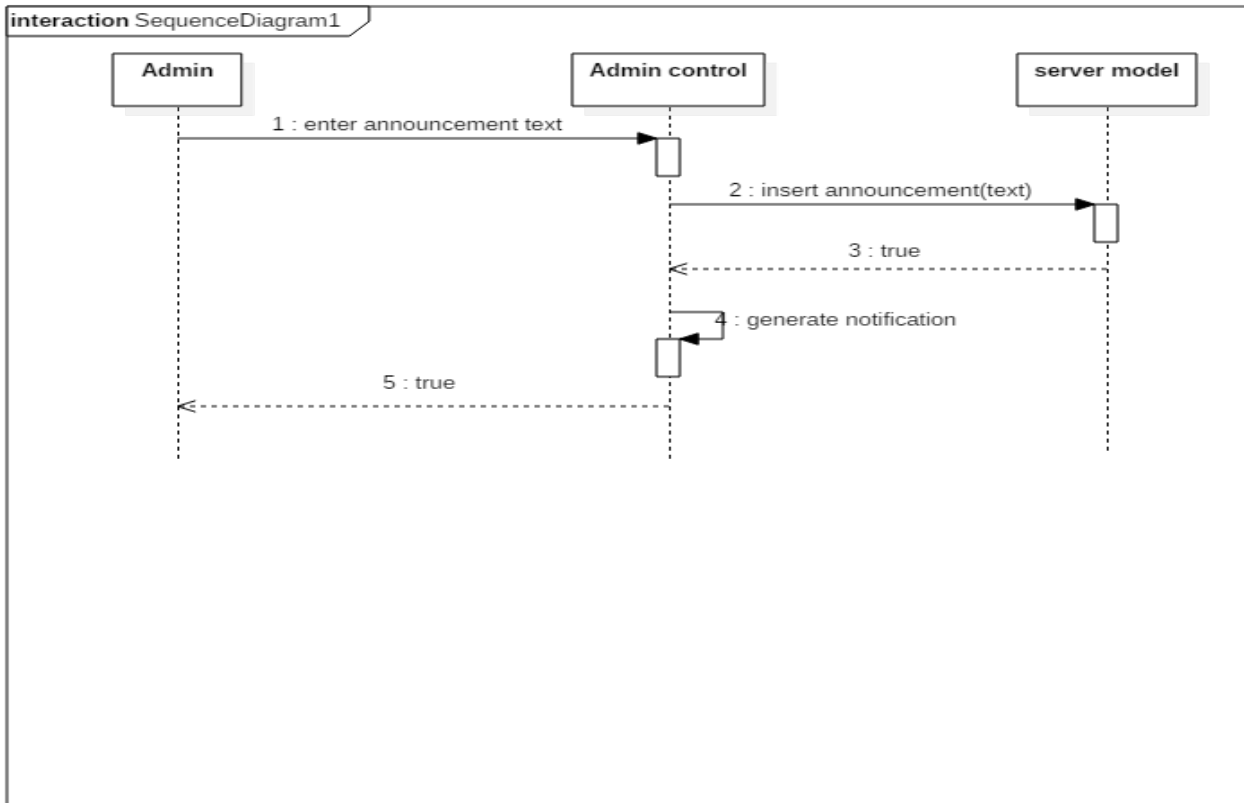 interaction SequenceDiagram1
Admin
Admin control
server model
1 : enter announcement text
2 : insert announcement(text)
3 : true
4 : generate notification
5 : true